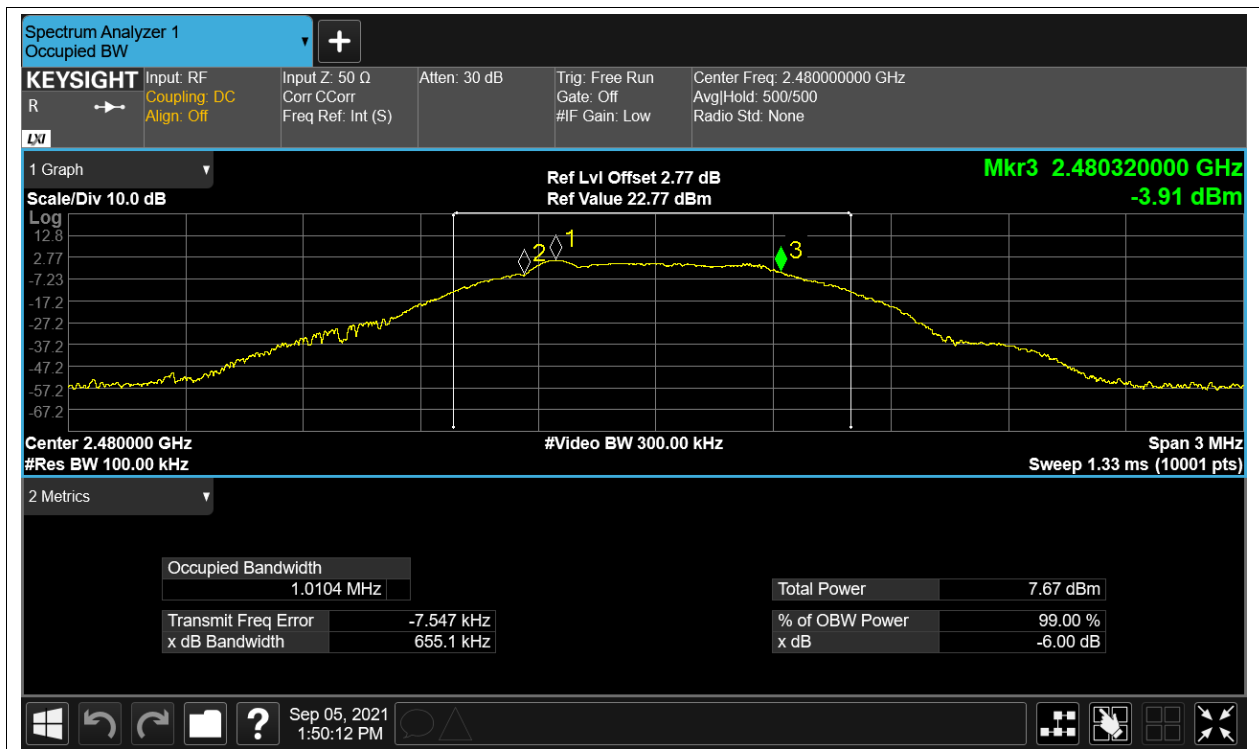 Spectrum Analyzer 1
Occupied BW
KEYSIGHT
R
LXI
Input: RF
Coupling: DC
Align: Off
Input Z: 50 Ω
Corr CCorr
Freq Ref: Int (S)
Atten: 30 dB
Trig: Free Run
Gate: Off
#IF Gain: Low
Center Freq: 2.480000000 GHz
Avg|Hold: 500/500
Radio Std: None
1 Graph
Scale/Div 10.0 dB
Ref Lvl Offset 2.77 dB
Ref Value 22.77 dBm
Mkr3 2.480320000 GHz
-3.91 dBm
Log
12.8
2.77
-7.23
-17.2
-27.2
-37.2
-47.2
-57.2
-67.2
2
1
3
Center 2.480000 GHz
#Res BW 100.00 kHz
#Video BW 300.00 kHz
Span 3 MHz
Sweep 1.33 ms (10001 pts)
2 Metrics
Occupied Bandwidth
1.0104 MHz
Transmit Freq Error -7.547 kHz
x dB Bandwidth 655.1 kHz
Total Power 7.67 dBm
% of OBW Power 99.00 %
x dB -6.00 dB
?
Sep 05, 2021
1:50:12 PM